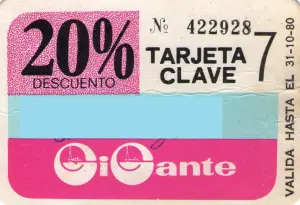 20%
DESCUENTO
Nº 422928
TARJETA
CLAVE 7
GiGante
VALIDA HASTA EL 31-10-80